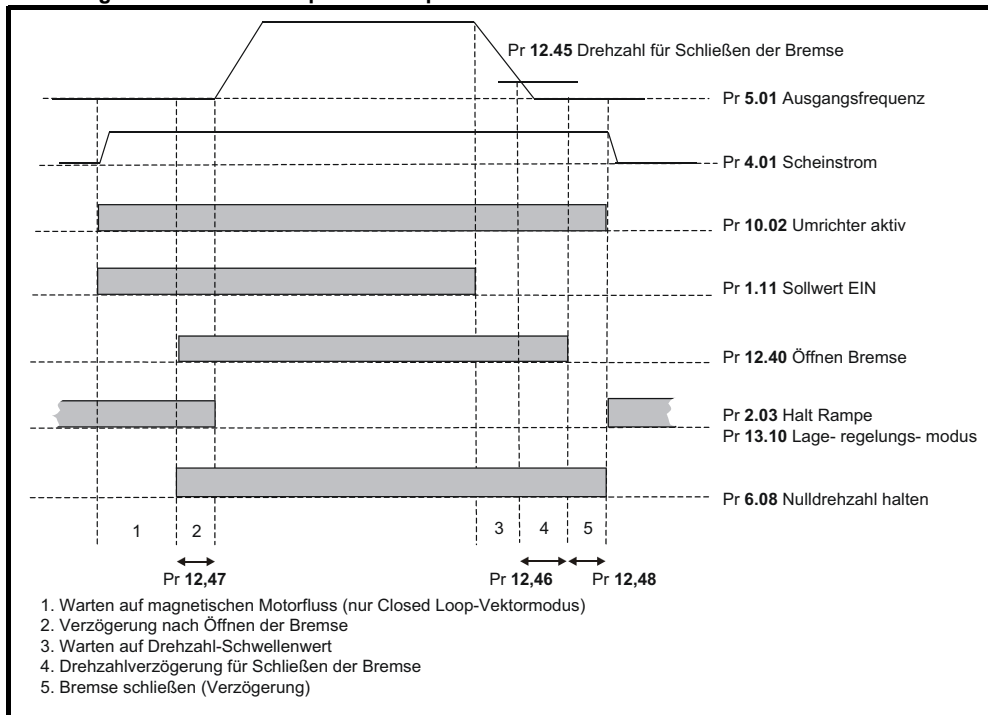 Pr 12.45 Drehzahl für Schließen der Bremse
Pr 5.01 Ausgangsfrequenz
Pr 4.01 Scheinstrom
Pr 10.02 Umrichter aktiv
Pr 1.11 Sollwert EIN
Pr 12.40 Öffnen Bremse
Pr 2.03 Halt Rampe
Pr 13.10 Lage- regelungs- modus
Pr 6.08 Nulldrehzahl halten
1 2 3 4 5
Pr 12,47 Pr 12,46 Pr 12,48
1. Warten auf magnetischen Motorfluss (nur Closed Loop-Vektormodus)
2. Verzögerung nach Öffnen der Bremse
3. Warten auf Drehzahl-Schwellenwert
4. Drehzahlverzögerung für Schließen der Bremse
5. Bremse schließen (Verzögerung)